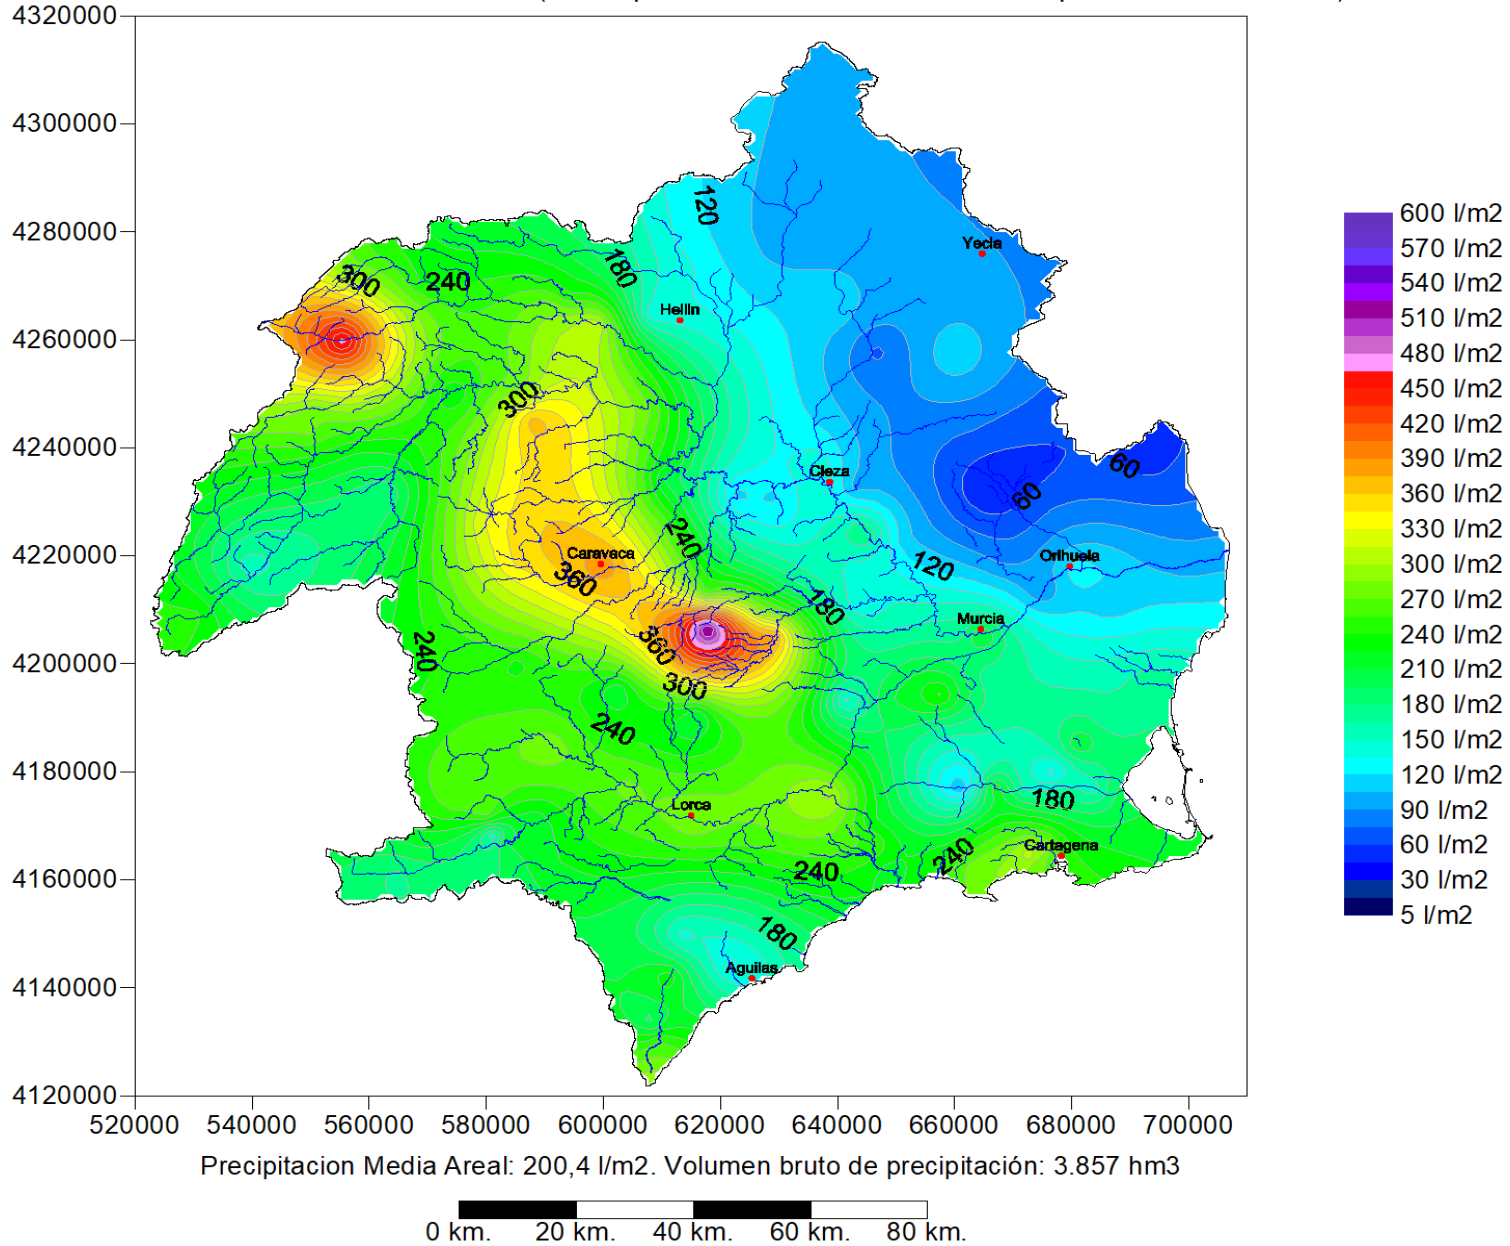 4320000
4300000
4280000
4260000
4240000
4220000
4200000
4180000
4160000
4140000
4120000
520000 540000 560000 580000 600000 620000 640000 660000 680000 700000
120
Yecla
180
300
240
Hellin
300
Cieza
60
60
240
Caravaca
360
120
Orihuela
180
Murcia
360
240
300
240
Lorca
180
240
240
Cartagena
180
Aguilas
600 l/m2
570 l/m2
540 l/m2
540 l/m2
510 l/m2
480 l/m2
450 l/m2
420 l/m2
390 l/m2
360 l/m2
330 l/m2
300 l/m2
270 l/m2
240 l/m2
210 l/m2
180 l/m2
150 l/m2
120 l/m2
90 l/m2
60 l/m2
30 l/m2
5 l/m2
Precipitacion Media Areal: 200,4 l/m2. Volumen bruto de precipitación: 3.857 hm3
0 km. 20 km. 40 km. 60 km. 80 km.